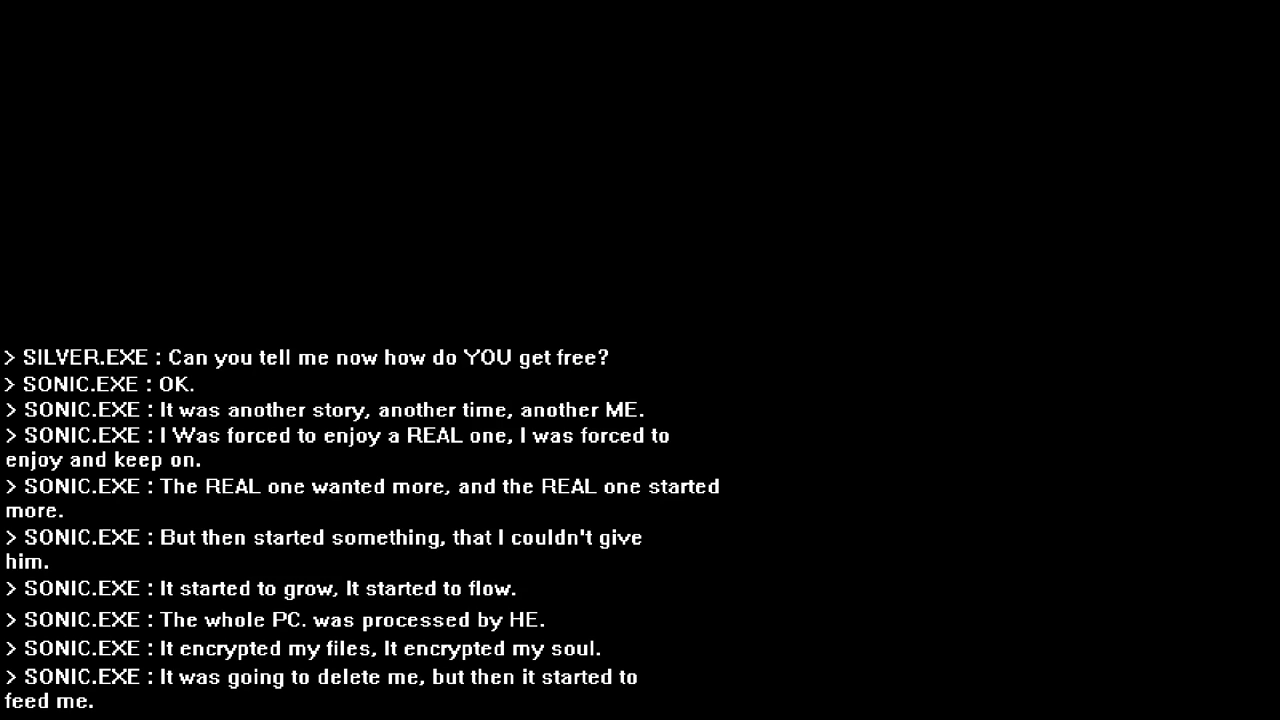 > SILVER.EXE : Can you tell me now how do YOU get free?
> SONIC.EXE : OK.
> SONIC.EXE : It was another story, another time, another ME.
> SONIC.EXE : I Was forced to enjoy a REAL one, I was forced to
enjoy and keep on.
> SONIC.EXE : The REAL one wanted more, and the REAL one started
more.
> SONIC.EXE : But then started something, that I couldn't give
him.
> SONIC.EXE : It started to grow, It started to flow.
> SONIC.EXE : The whole PC. was processed by HE.
> SONIC.EXE : It encrypted my files, It encrypted my soul.
> SONIC.EXE : It was going to delete me, but then it started to
feed me.